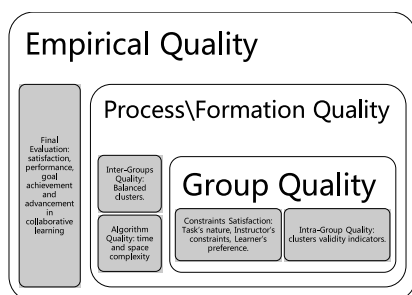 Empirical Quality
Final
Evaluation:
satisfaction,
performance,
goal
achievement
and
advancement
in
collaborative
learning
Process\Formation Quality
Inter-Groups
Quality:
Balanced
clusters.
Algorithm
Quality: time
and space
complexity
Group Quality
Constraints Satisfaction:
Task's nature, Instructor's
constraints, Learner's
preference.
Intra-Group Quality:
clusters validity indicators.